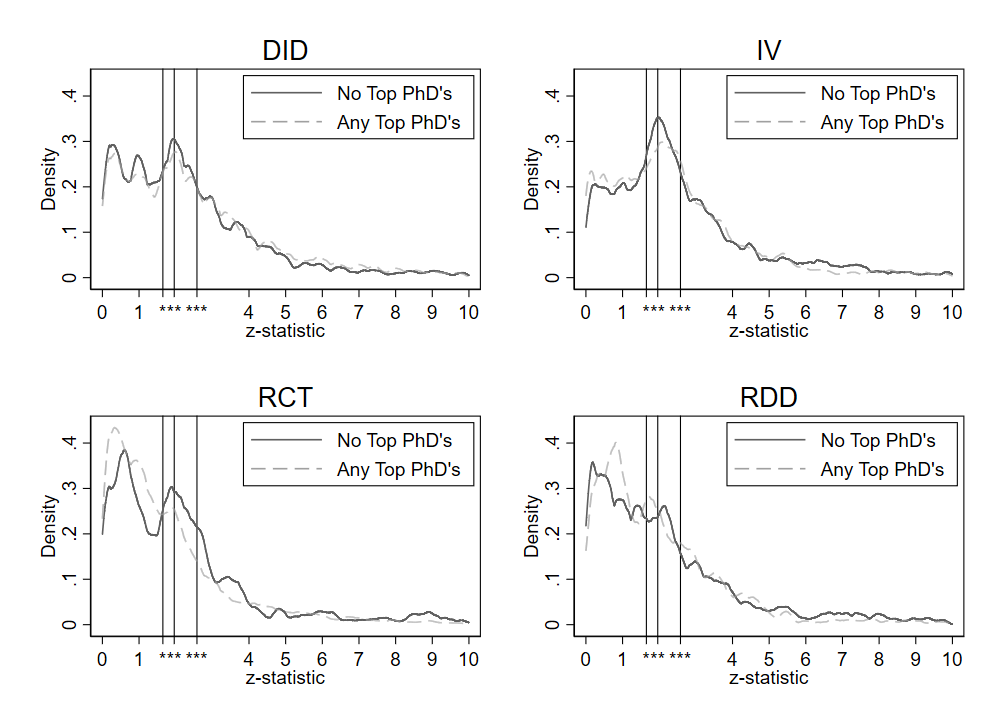 DID
No Top PhD's
Any Top PhD's
Density
0 .1 .2 .3 .4
0 1 *** *** 4 5 6 7 8 9 10
z-statistic
IV
No Top PhD's
Any Top PhD's
Density
0 .1 .2 .3 .4
0 1 *** *** 4 5 6 7 8 9 10
z-statistic
RCT
No Top PhD's
Any Top PhD's
Density
0 .1 .2 .3 .4
0 1 *** *** 4 5 6 7 8 9 10
z-statistic
RDD
No Top PhD's
Any Top PhD's
Density
0 .1 .2 .3 .4
0 1 *** *** 4 5 6 7 8 9 10
z-statistic